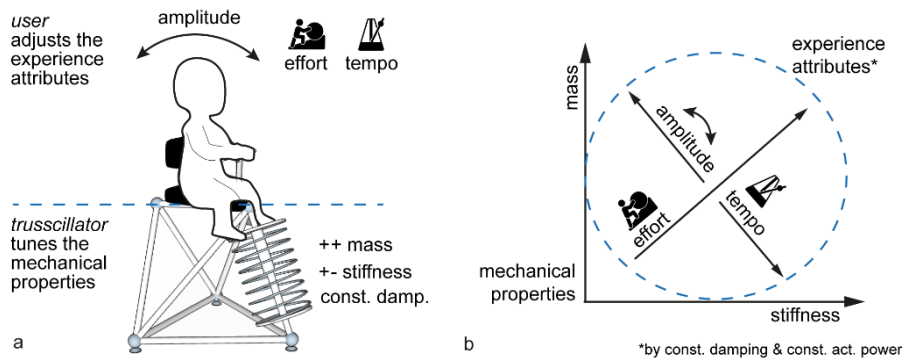 user
adjusts the
experience
attributes
amplitude
effort tempo
trusscillator
tunes the
mechanical
properties
++ mass
+- stiffness
const. damp.
a
experience
attributes*
mass
amplitude
tempo
effort
mechanical
properties
stiffness
b
*by const. damping & const. act. power